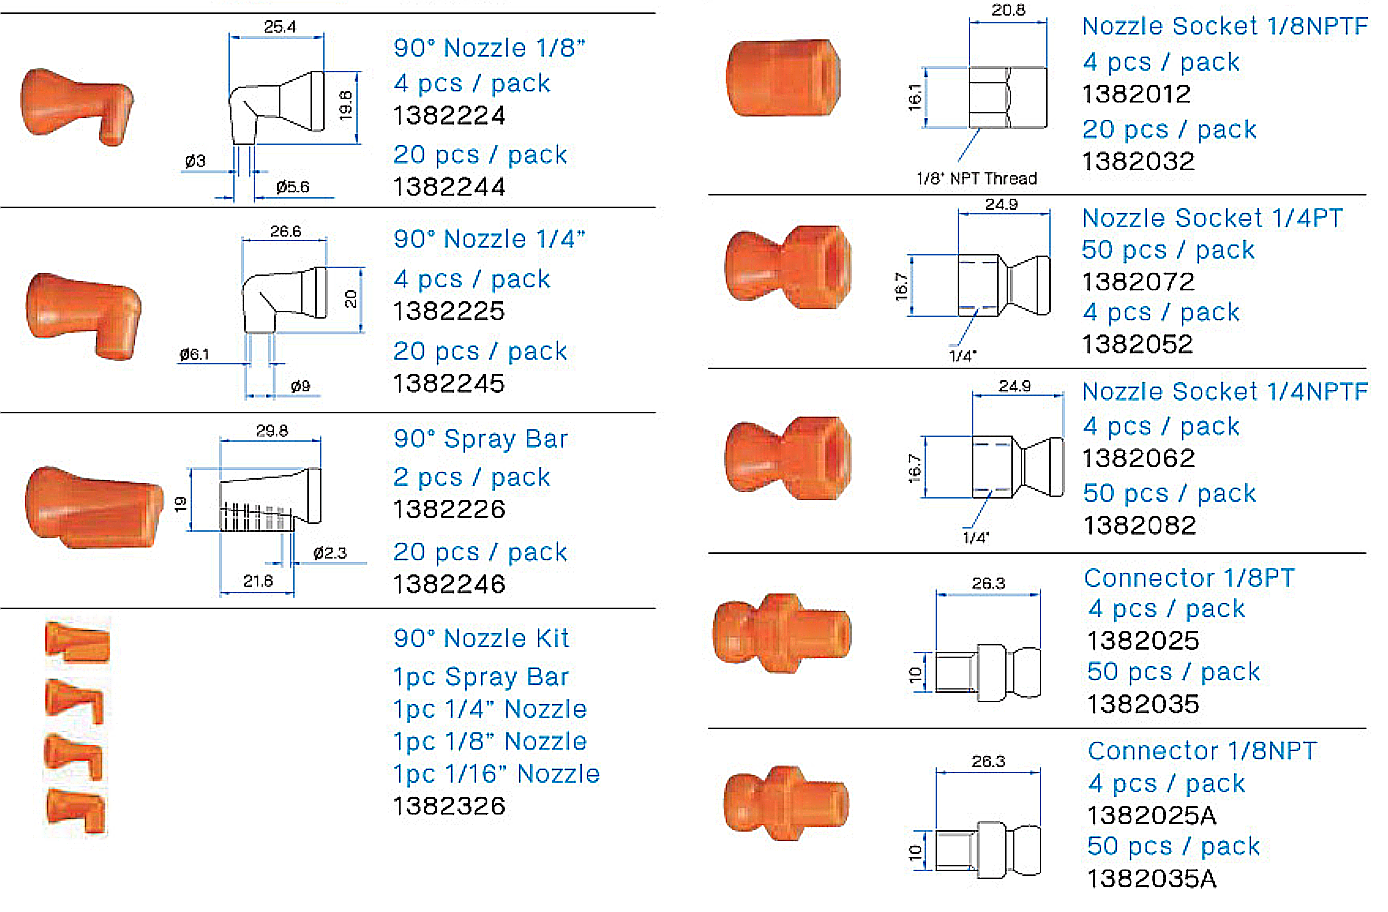 25.4
19.8
Ø3
Ø5.6
90° Nozzle 1/8”
4 pcs / pack
1382224
20 pcs / pack
1382244
26.6
20
Ø6.1
Ø9
90° Nozzle 1/4”
4 pcs / pack
1382225
20 pcs / pack
1382245
29.8
19
Ø2.3
21.6
90° Spray Bar
2 pcs / pack
1382226
20 pcs / pack
1382246
90° Nozzle Kit
1pc Spray Bar
1pc 1/4” Nozzle
1pc 1/8” Nozzle
1pc 1/16” Nozzle
1382326
20.8
16.1
1/8" NPT Thread
Nozzle Socket 1/8NPTF
4 pcs / pack
1382012
20 pcs / pack
1382032
24.9
16.7
1/4"
Nozzle Socket 1/4PT
50 pcs / pack
1382072
4 pcs / pack
1382052
24.9
16.7
1/4"
Nozzle Socket 1/4NPTF
4 pcs / pack
1382062
50 pcs / pack
1382082
26.3
10
Connector 1/8PT
4 pcs / pack
1382025
50 pcs / pack
1382035
26.3
10
Connector 1/8NPT
4 pcs / pack
1382025A
50 pcs / pack
1382035A